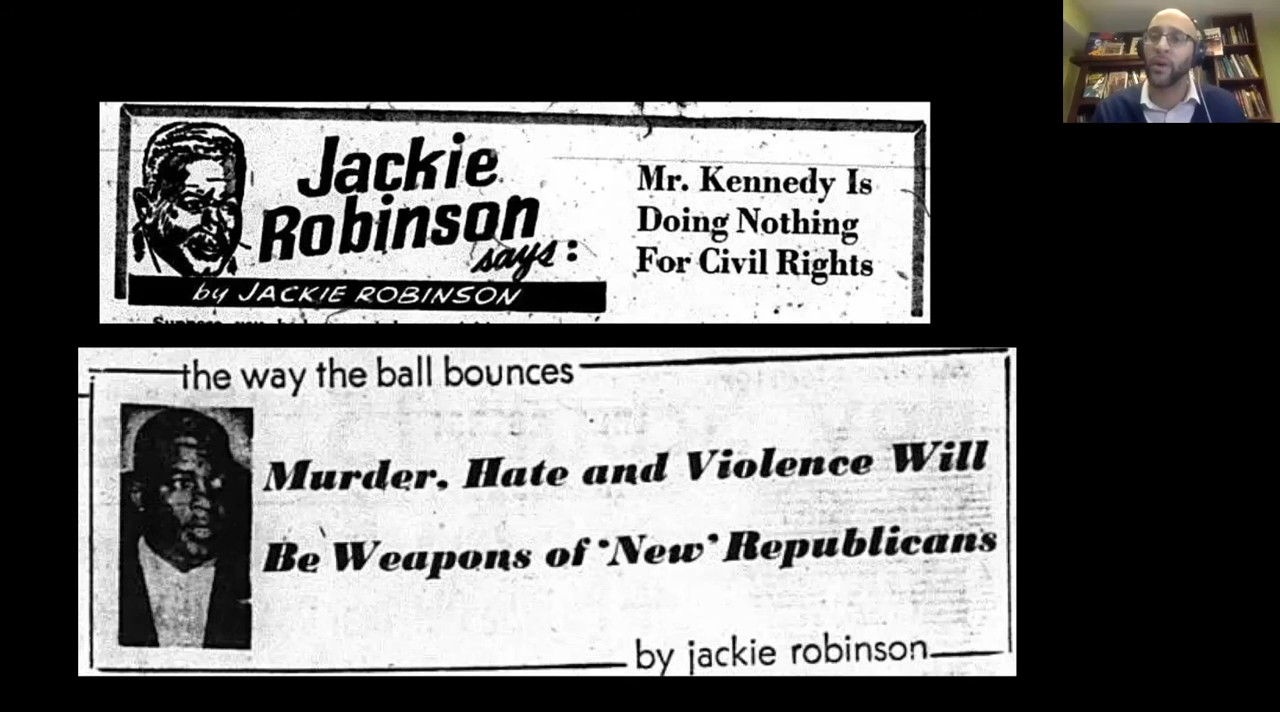 Jackie
Robinson
says:
by JACKIE ROBINSON
Mr. Kennedy Is
Doing Nothing
For Civil Rights
the way the ball bounces
Murder, Hate and Violence Will
Be Weapons of 'New' Republicans
by jackie robinson